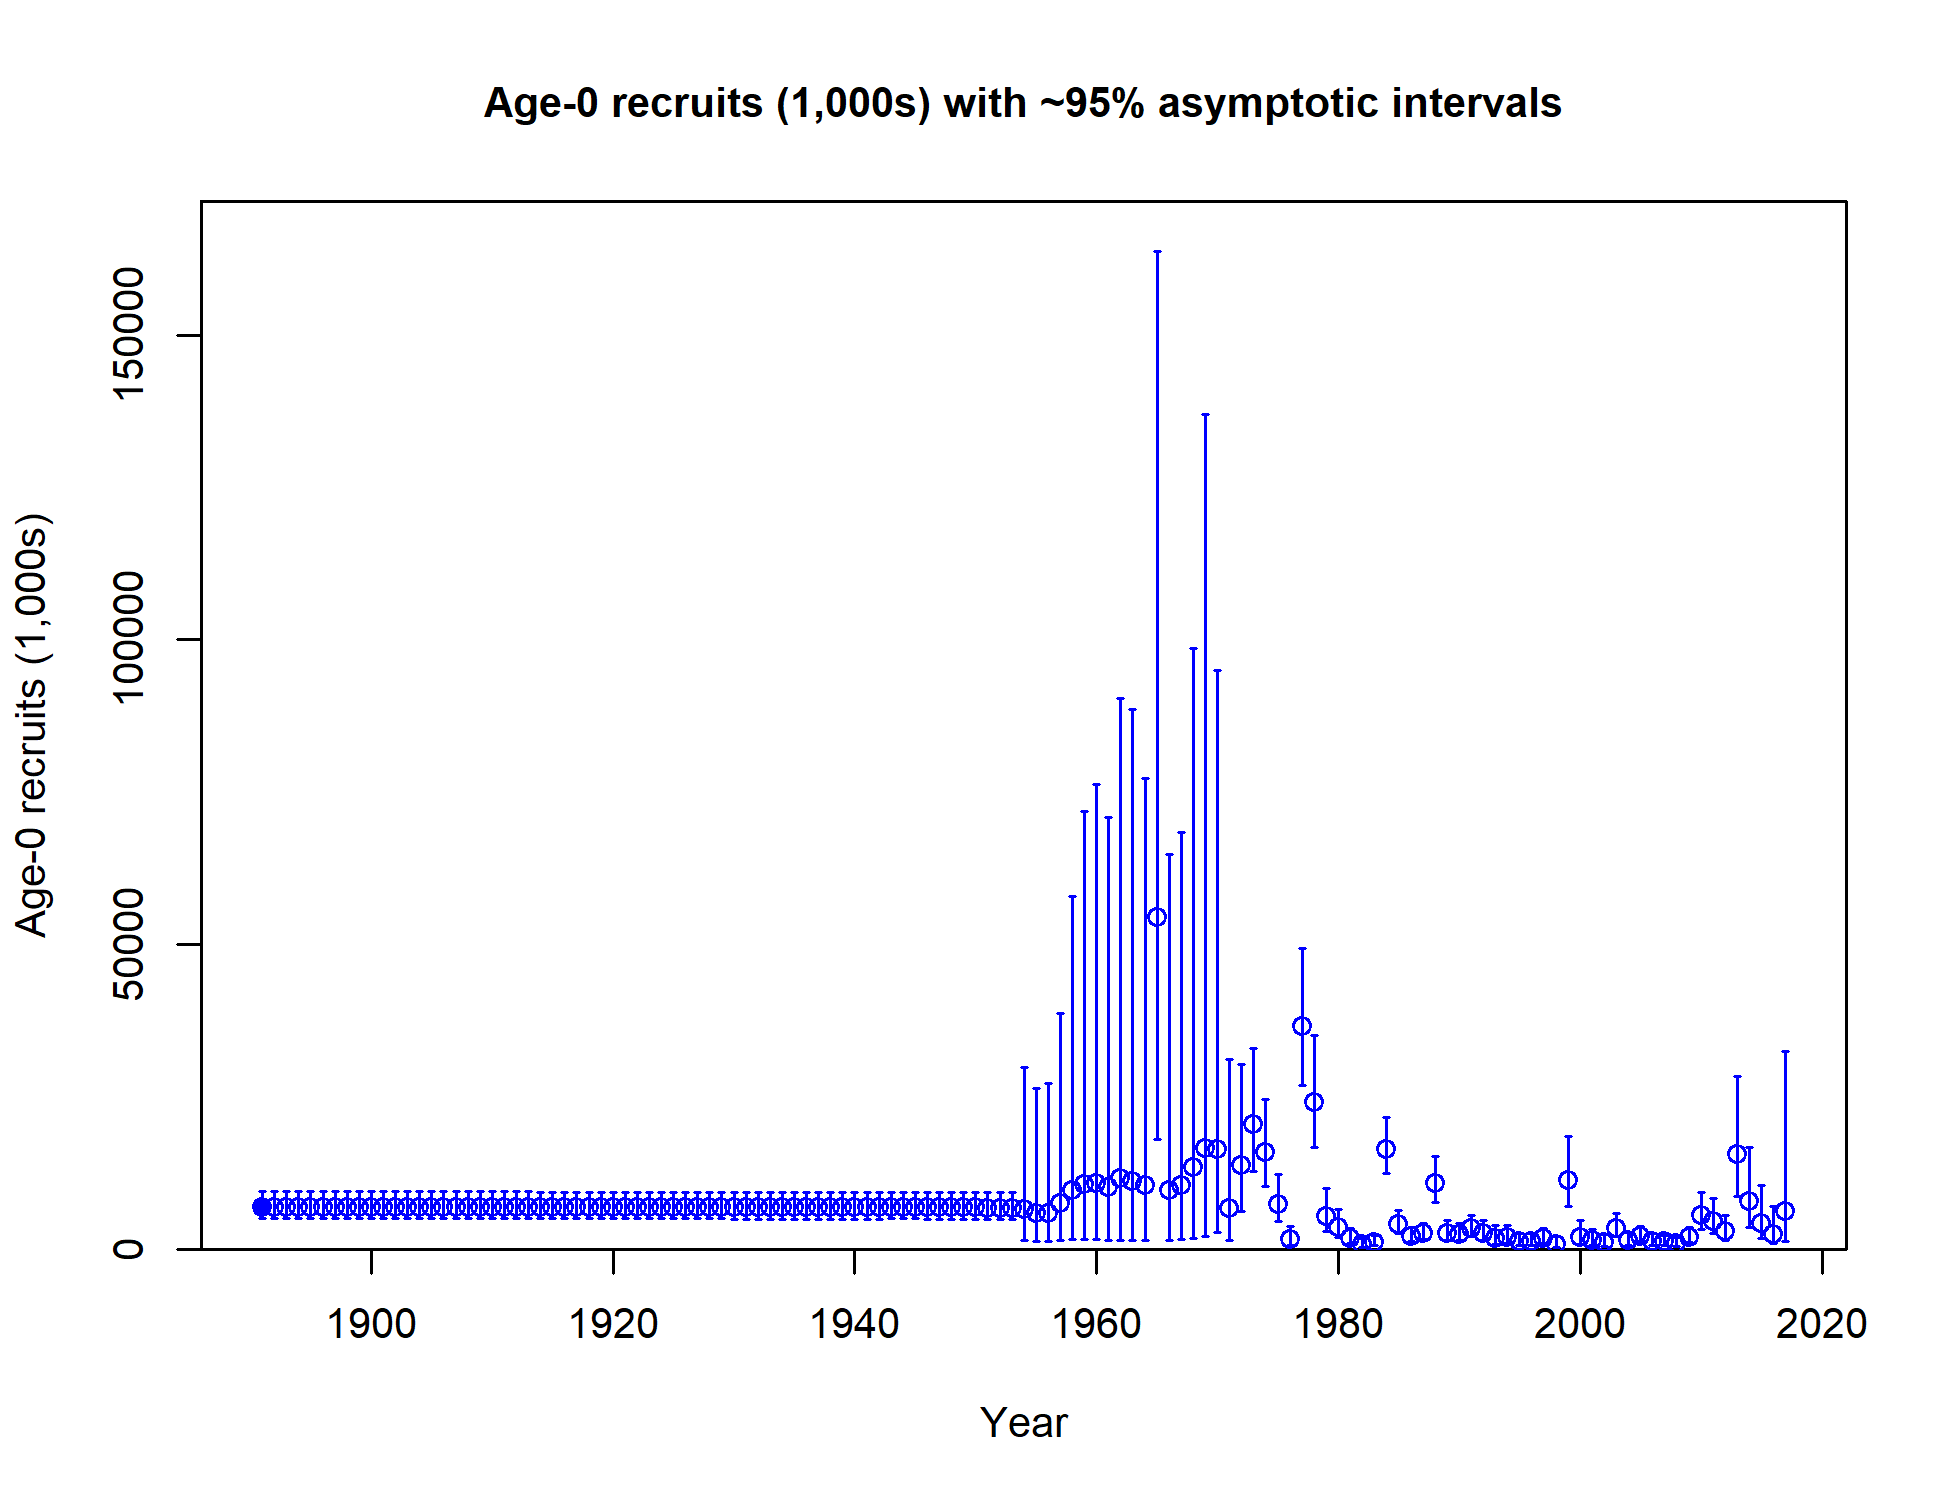 Age-0 recruits (1,000s) with ~95% asymptotic intervals
Age-0 recruits (1,000s)
150000
100000
50000
0
1900 1920 1940 1960 1980 2000 2020
Year